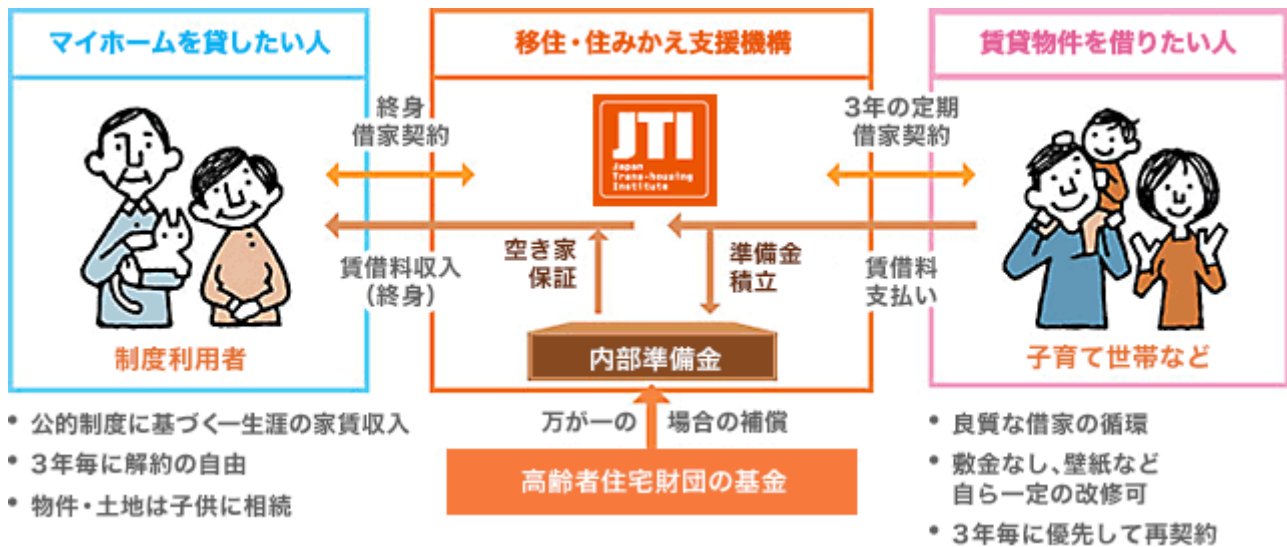 マイホームを貸したい人
移住・住みかえ支援機構
賃貸物件を借りたい人
終身
借家契約
JTI
Japan
Trans-housing
Institute
3年の定期
借家契約
賃借料収入
(終身)
空き家
保証
準備金
積立
賃借料
支払い
制度利用者
内部準備金
子育て世帯など
万が一の 場合の補償
高齢者住宅財団の基金
• 公的制度に基づく一生涯の家賃収入
• 3年毎に解約の自由
• 物件・土地は子供に相続
• 良質な借家の循環
• 敷金なし、壁紙など
自ら一定の改修可
• 3年毎に優先して再契約